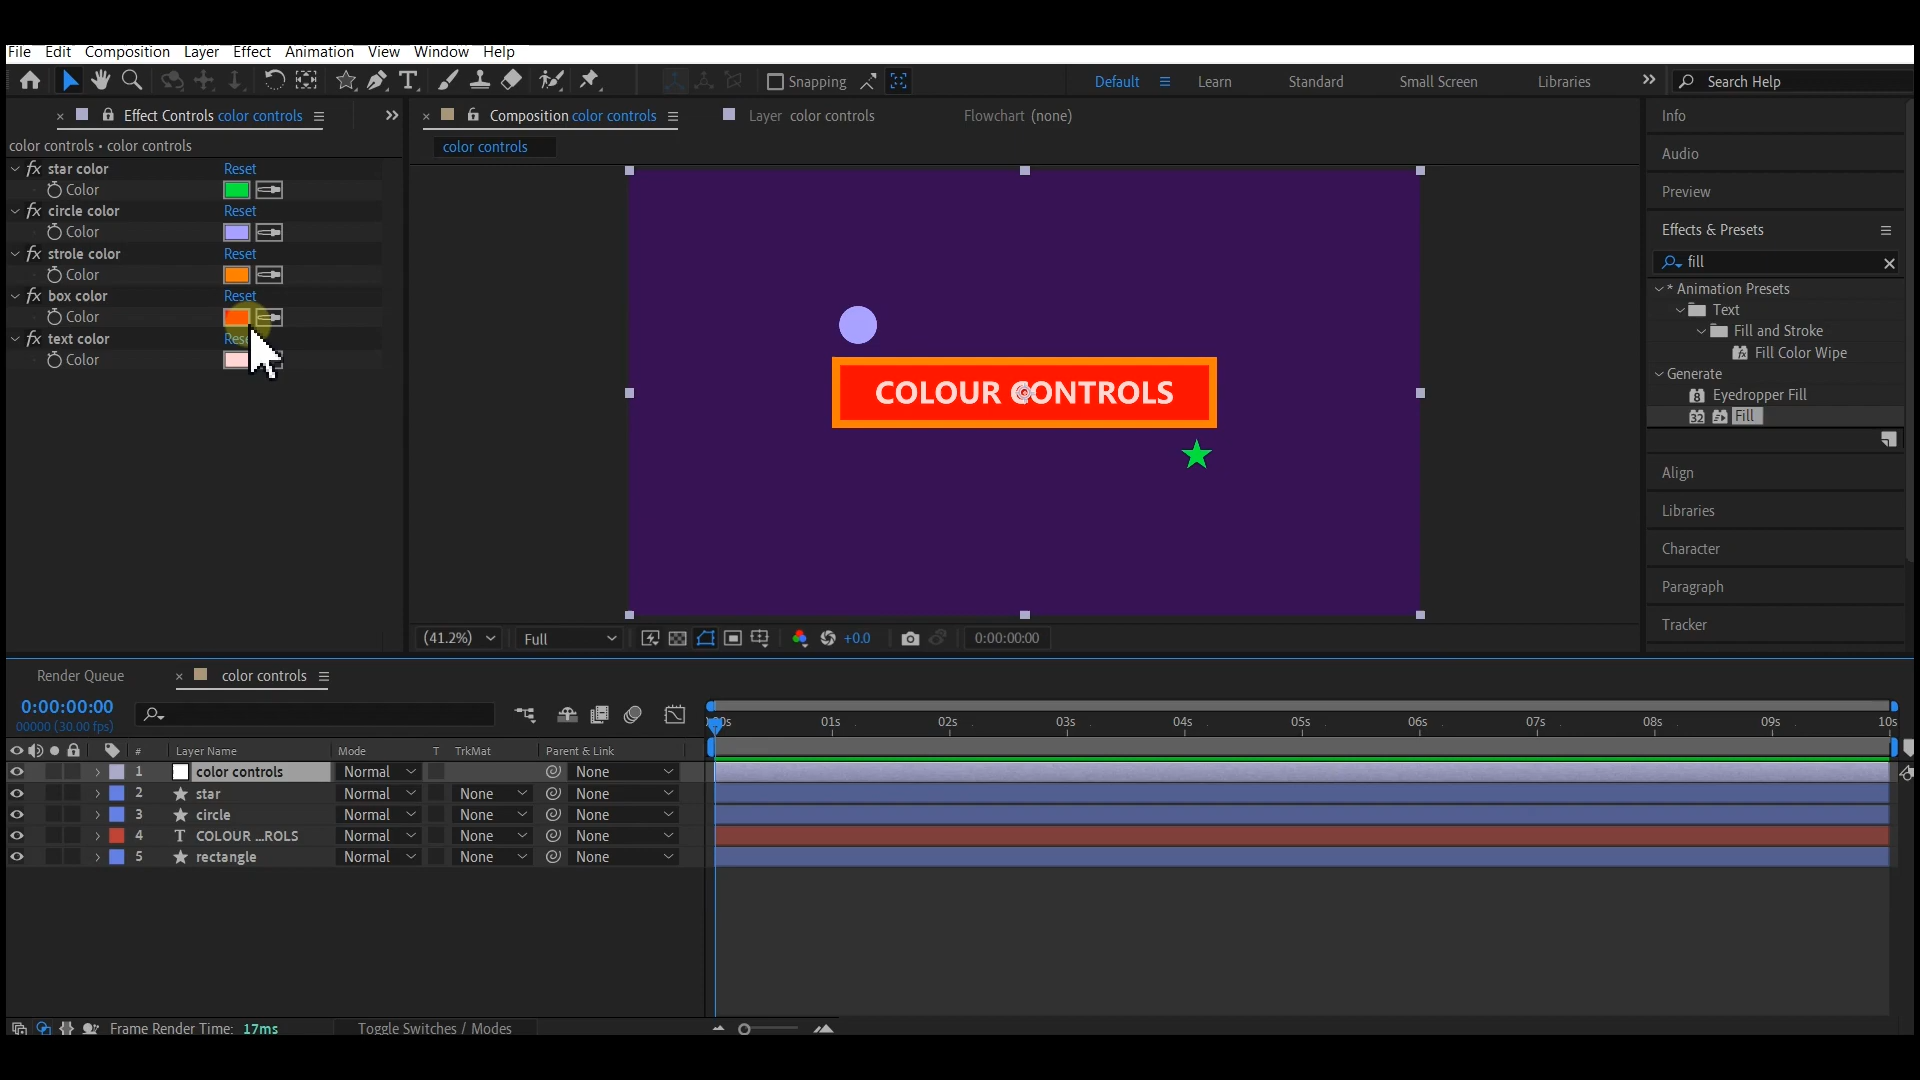 File Edit Composition Layer Effect Animation View Window Help
Snapping Default Learn Standard Small Screen Libraries Search Help
Effect Controls color controls
Composition color controls
Layer color controls
Flowchart (none)
color controls • color controls
color controls
fx star color Reset
Color
fx circle color Reset
Color
fx strole color Reset
Color
fx box color Reset
Color
fx text color
Color
COLOUR CONTROLS
(41.2%) Full +0.0 0:00:00:00
Info
Audio
Preview
Effects & Presets
fill
* Animation Presets
Text
Fill and Stroke
Fill Color Wipe
Generate
Eyedropper Fill
32 Fill
Align
Libraries
Character
Paragraph
Tracker
Render Queue color controls
0:00:00:00
00000 (30.00 fps)
01s 02s 03s 04s 05s 06s 07s 08s 09s 10s
# Layer Name Mode T TrkMat Parent & Link
1 color controls Normal None
2 star Normal None None
3 circle Normal None None
4 T COLOUR ...ROLS Normal None None
5 rectangle Normal None None
Frame Render Time: 17ms Toggle Switches / Modes